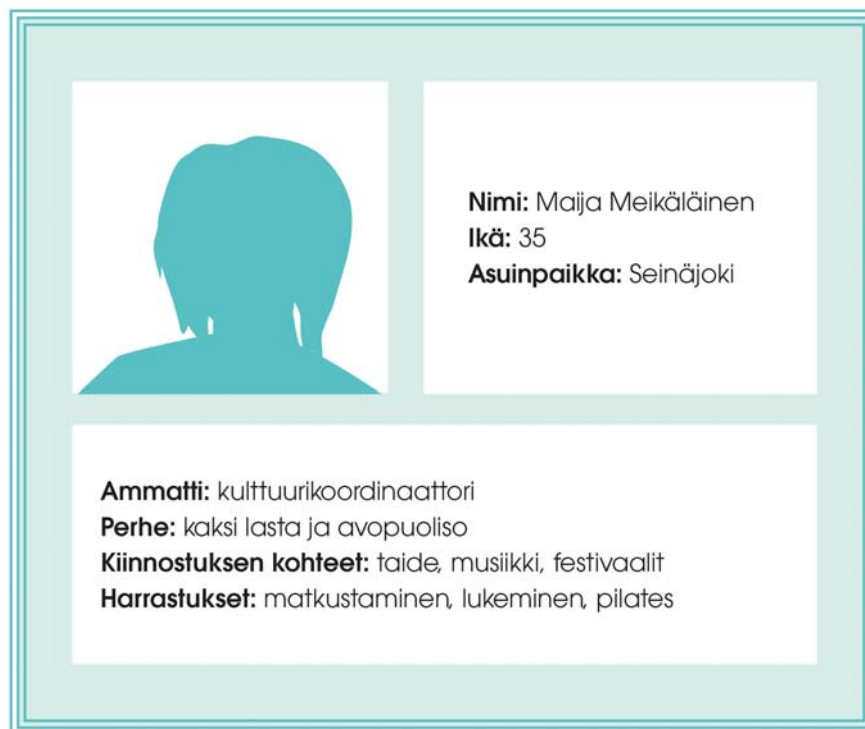 Nimi: Maija Meikäläinen
Ikä: 35
Asuinpaikka: Seinäjoki
Ammatti: kulttuurikoordinaattori
Perhe: kaksi lasta ja avopuoliso
Kiinnostuksen kohteet: taide, musiikki, festivaalit
Harrastukset: matkustaminen, lukeminen, pilates